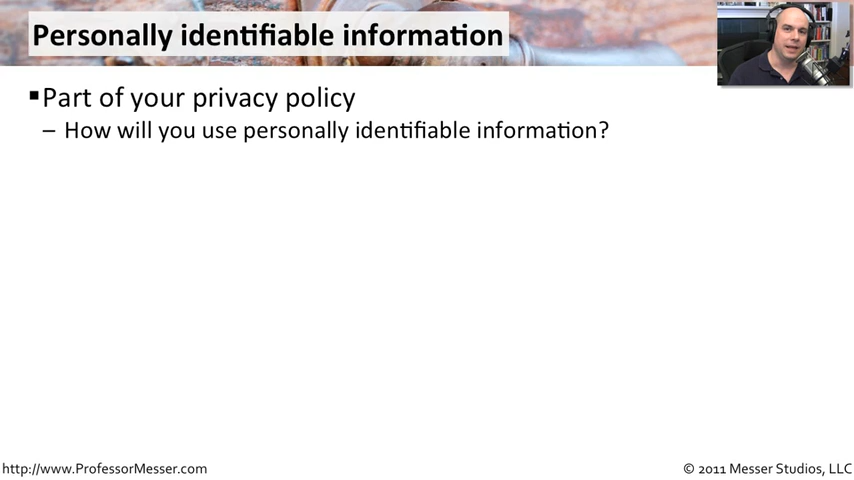 Personally identifiable information
▪Part of your privacy policy
– How will you use personally identifiable information?
http://www.ProfessorMesser.com
© 2011 Messer Studios, LLC